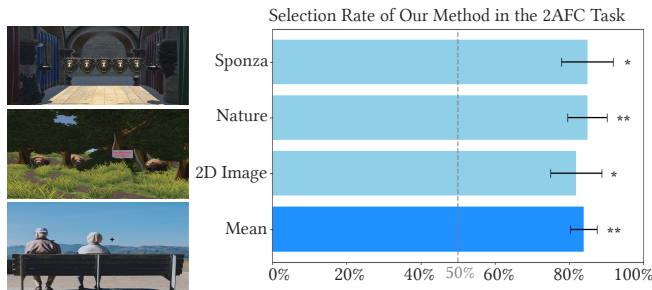 Selection Rate of Our Method in the 2AFC Task
Sponza
*
Nature
**
2D Image
*
Mean
**
0% 20% 40% 50% 60% 80% 100%